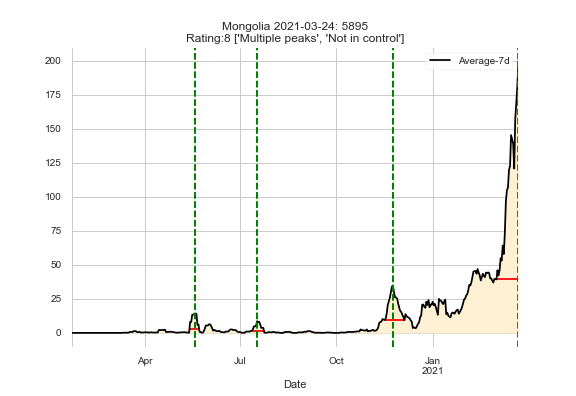 Mongolia 2021-03-24: 5895
Rating:8 ['Multiple peaks', 'Not in control']
Average-7d
200
175
150
125
100
75
50
25
0
Apr
Jul
Oct
Jan
2021
Date